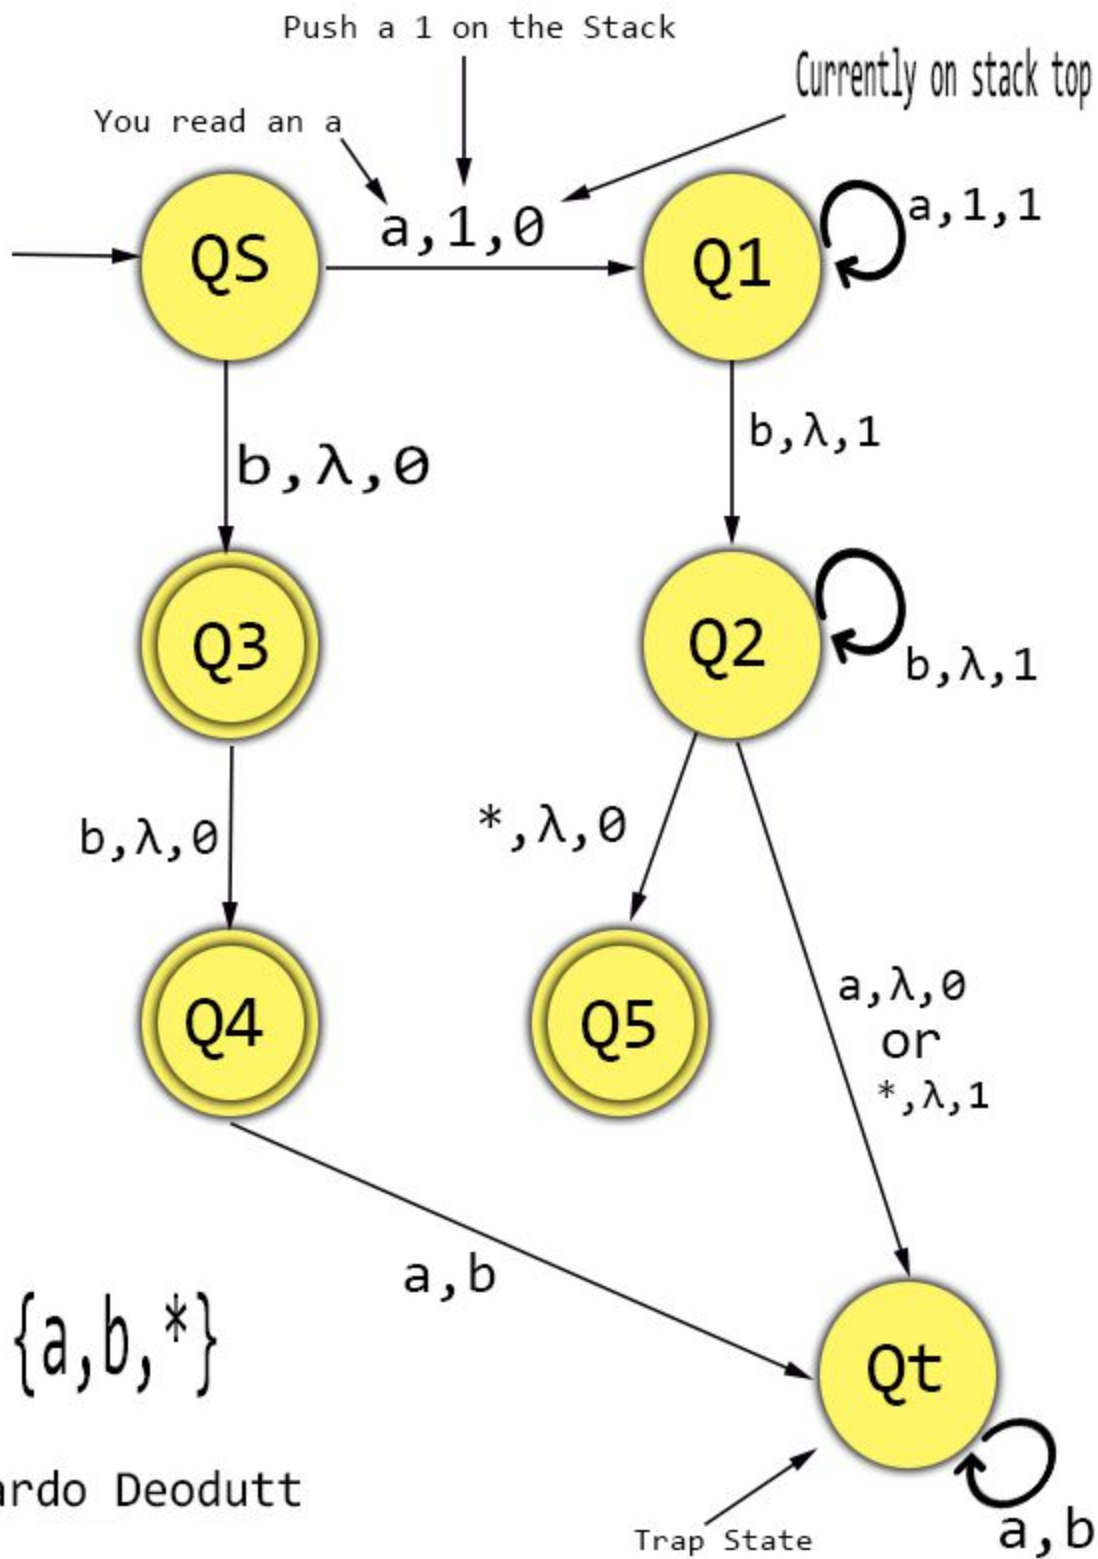 Push a 1 on the Stack
Currently on stack top
You read an a
a,1,0
QS
Q1
a,1,1
b,λ,0
b,λ,1
Q3
Q2
b,λ,1
b,λ,0
*,λ,0
Q4
Q5
a,λ,0
or
*,λ,1
a,b
{a,b,*}
Qt
ardo Deodutt
Trap State
a,b